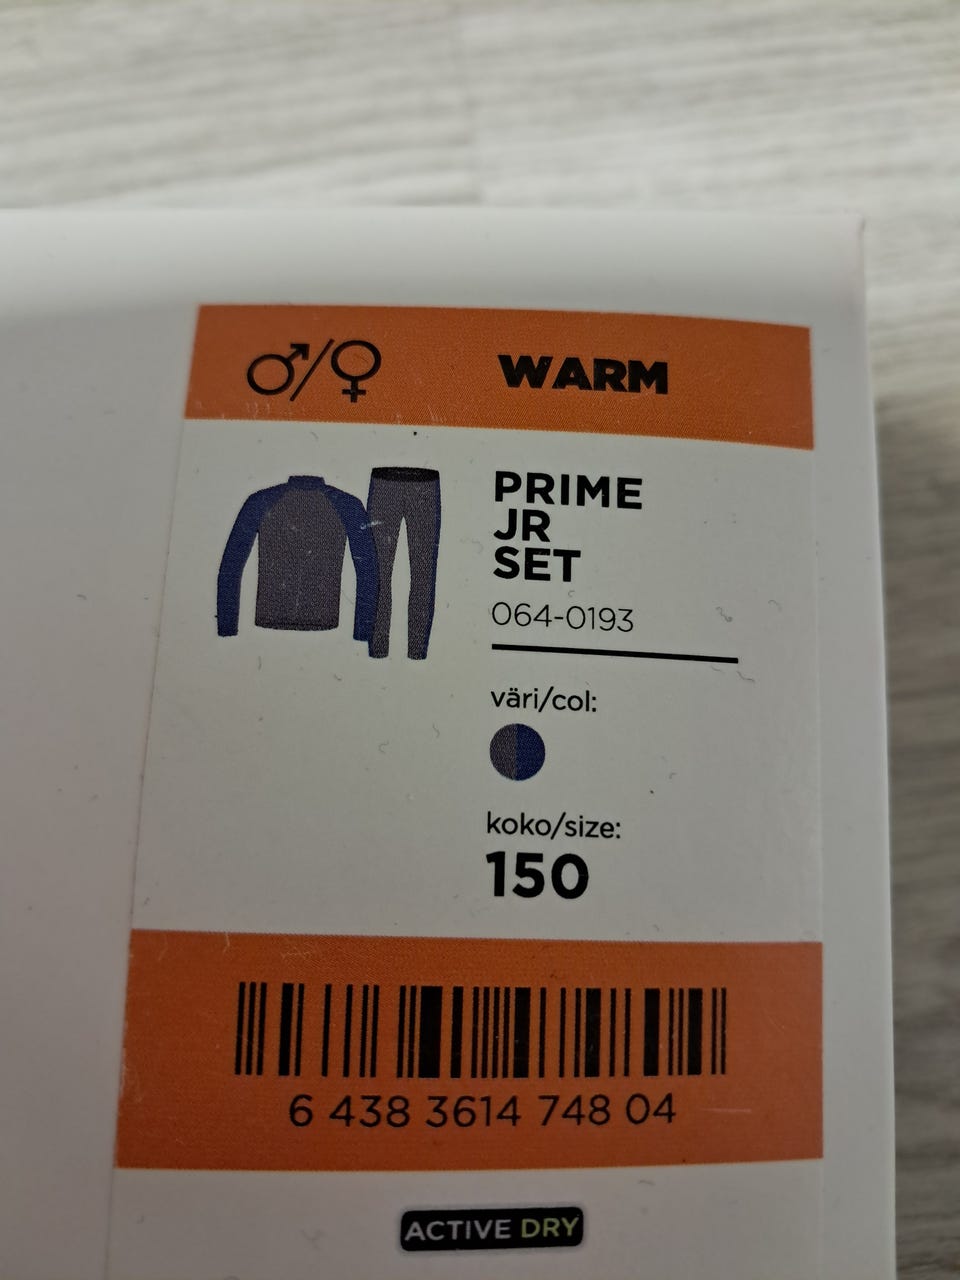 ♂/♀ WARM
PRIME
JR
SET
064-0193
väri/col:
koko/size:
150
6 438 3614 748 04
ACTIVE DRY